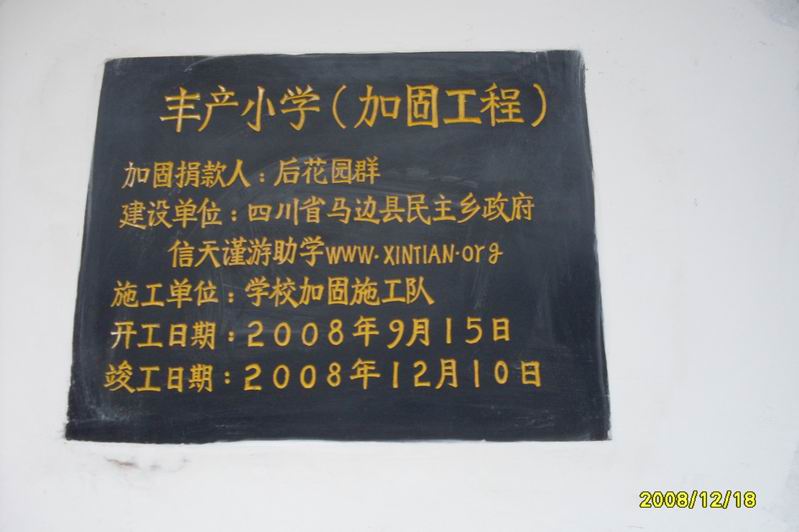 丰产小学(加固工程)
加固捐款人:后花园群
建设单位:四川省马边县民主乡政府
信天谨游助学www.XINTIAN.org
施工单位:学校加固施工队
开工日期:2008年9月15日
竣工日期:2008年12月10日
2008/12/18